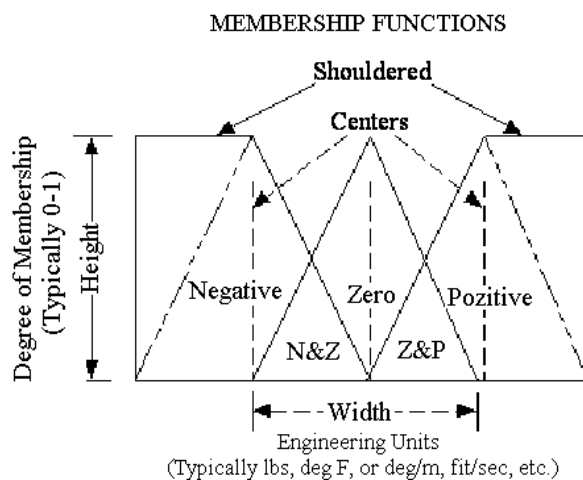 MEMBERSHIP FUNCTIONS
Shouldered
Centers
Degree of Membership
(Typically 0-1)
Height
Negative
Zero
Pozitive
N&Z
Z&P
Width
Engineering Units
(Typically lbs, deg F, or deg/m, fit/sec, etc.)